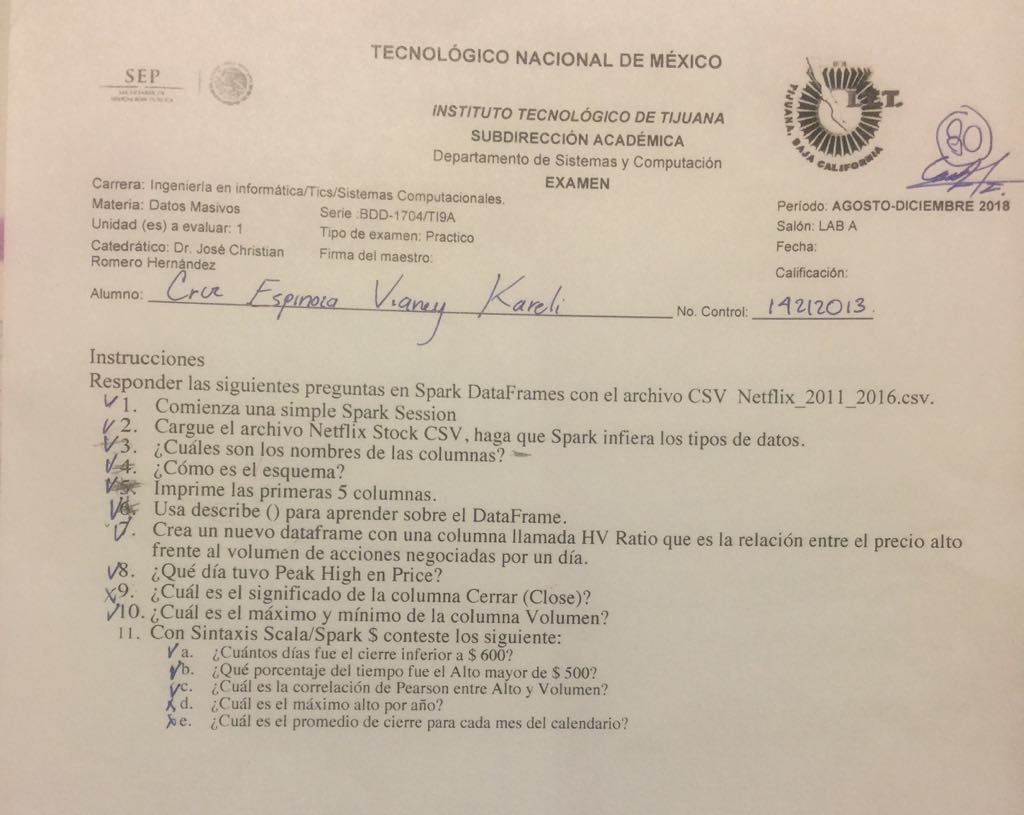 TECNOLÓGICO NACIONAL DE MÉXICO
SEP
INSTITUTO TECNOLÓGICO DE TIJUANA
SUBDIRECCIÓN ACADÉMICA
Departamento de Sistemas y Computación
EXAMEN
I.T.
TIJUANA, BAJA CALIFORNIA
80
Carrera: Ingeniería en informática/Tics/Sistemas Computacionales.
Materia: Datos Masivos
Serie :BDD-1704/TI9A
Unidad (es) a evaluar: 1
Tipo de examen: Practico
Catedrático: Dr. José Christian
Romero Hernández
Firma del maestro:
Período: AGOSTO-DICIEMBRE 2018
Salón: LAB A
Fecha:
Calificación:
Alumno: Cruz Espinoza Vianey Kareli
No. Control: 14212013.
Instrucciones
Responder las siguientes preguntas en Spark DataFrames con el archivo CSV Netflix_2011_2016.csv.
1. Comienza una simple Spark Session
2. Cargue el archivo Netflix Stock CSV, haga que Spark infiera los tipos de datos.
3. ¿Cuáles son los nombres de las columnas?
4. ¿Cómo es el esquema?
5. Imprime las primeras 5 columnas.
6. Usa describe () para aprender sobre el DataFrame.
7. Crea un nuevo dataframe con una columna llamada HV Ratio que es la relación entre el precio alto
frente al volumen de acciones negociadas por un día.
8. ¿Qué día tuvo Peak High en Price?
9. ¿Cuál es el significado de la columna Cerrar (Close)?
10. ¿Cuál es el máximo y mínimo de la columna Volumen?
11. Con Sintaxis Scala/Spark $ conteste los siguiente:
a. ¿Cuántos días fue el cierre inferior a $ 600?
b. ¿Qué porcentaje del tiempo fue el Alto mayor de $ 500?
c. ¿Cuál es la correlación de Pearson entre Alto y Volumen?
d. ¿Cuál es el máximo alto por año?
e. ¿Cuál es el promedio de cierre para cada mes del calendario?